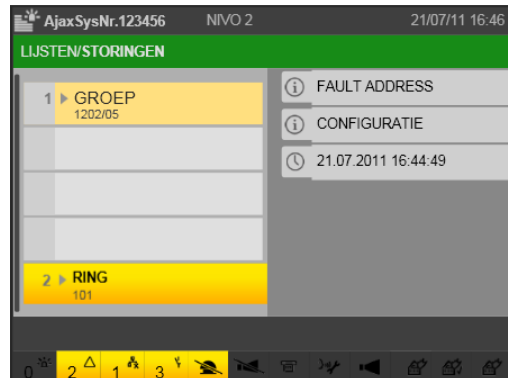 AjaxSysNr.123456 NIVO 2 21/07/11 16:46
LIJSTEN/STORINGEN
1 GROEP
1202/05
2 RING
101
FAULT ADDRESS
CONFIGURATIE
21.07.2011 16:44:49
0 2 1 3